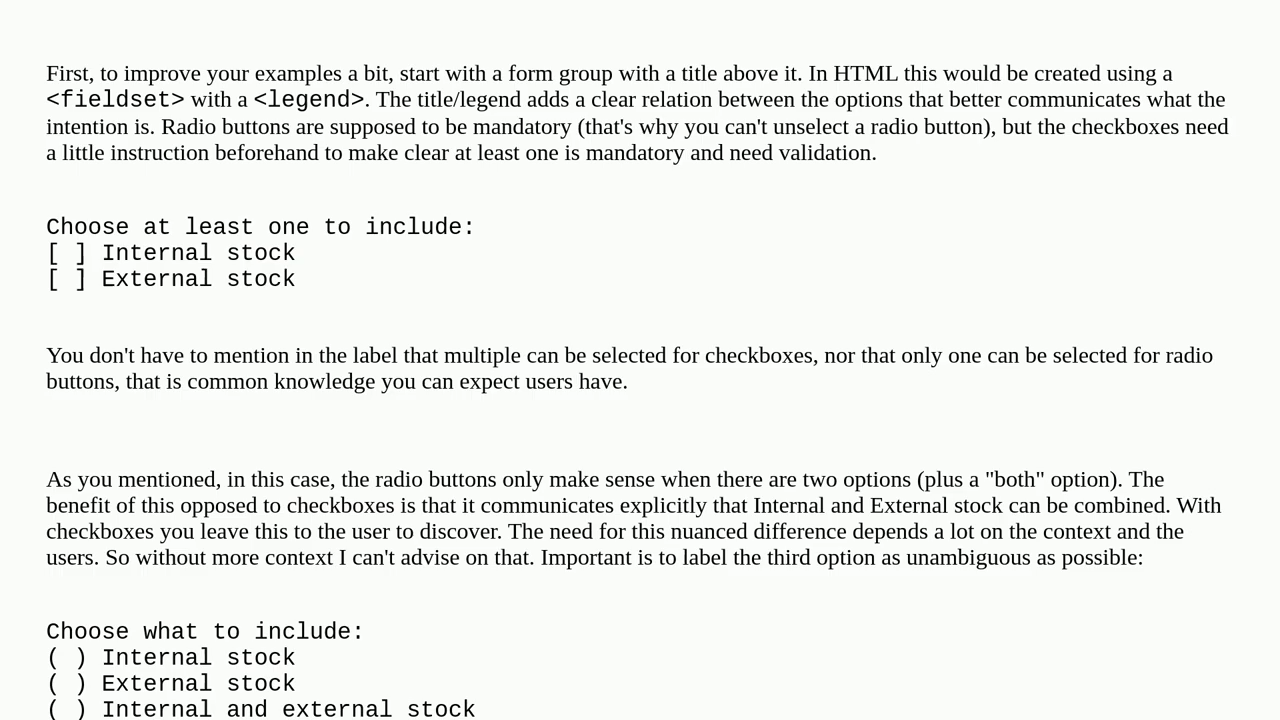 First, to improve your examples a bit, start with a form group with a title above it. In HTML this would be created using a
<fieldset> with a <legend>. The title/legend adds a clear relation between the options that better communicates what the
intention is. Radio buttons are supposed to be mandatory (that's why you can't unselect a radio button), but the checkboxes need
a little instruction beforehand to make clear at least one is mandatory and need validation.
Choose at least one to include:
[ ] Internal stock
[ ] External stock
You don't have to mention in the label that multiple can be selected for checkboxes, nor that only one can be selected for radio
buttons, that is common knowledge you can expect users have.
As you mentioned, in this case, the radio buttons only make sense when there are two options (plus a "both" option). The
benefit of this opposed to checkboxes is that it communicates explicitly that Internal and External stock can be combined. With
checkboxes you leave this to the user to discover. The need for this nuanced difference depends a lot on the context and the
users. So without more context I can't advise on that. Important is to label the third option as unambiguous as possible:
Choose what to include:
( ) Internal stock
( ) External stock
( ) Internal and external stock